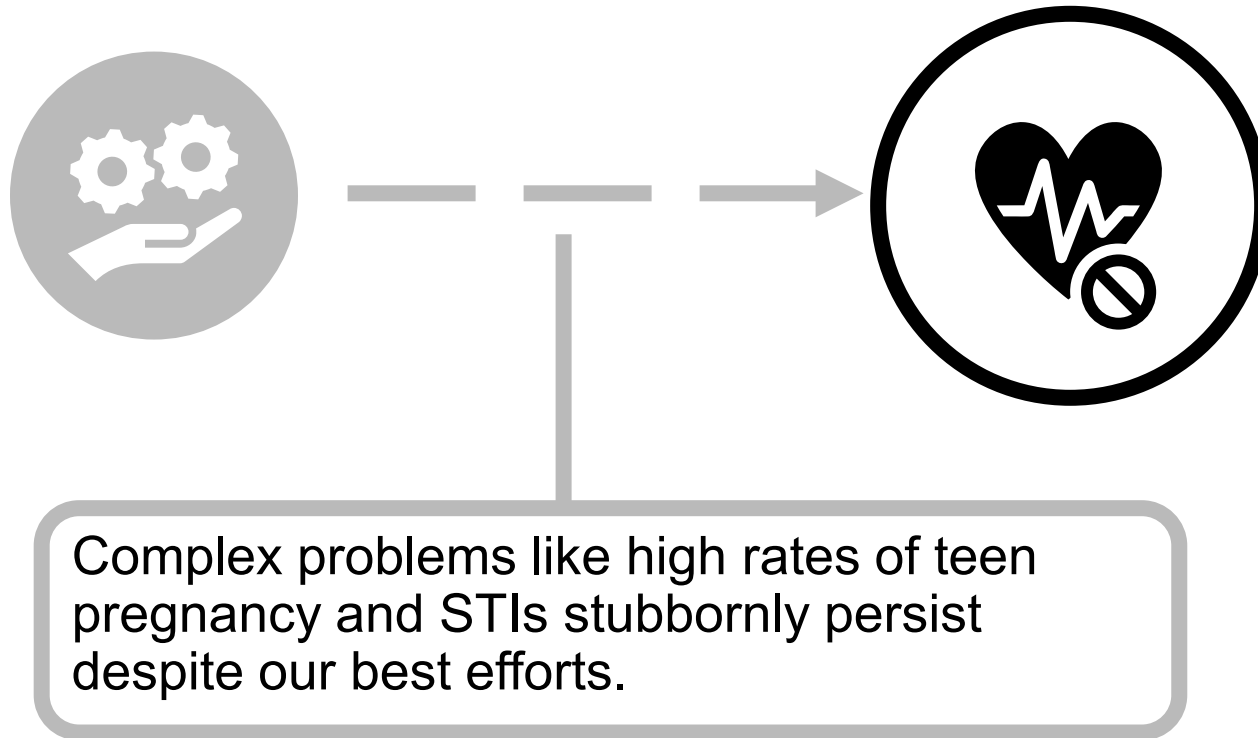 Complex problems like high rates of teen
pregnancy and STIs stubbornly persist
despite our best efforts.